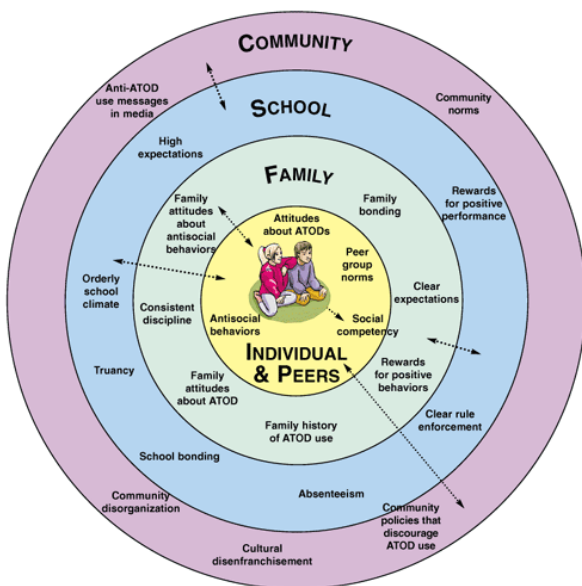 COMMUNITY
Anti-ATOD
use messages
in media
Community
norms
SCHOOL
High
expectations
Rewards
for positive
performance
FAMILY
Family
attitudes
about
antisocial
behaviors
Family
bonding
Attitudes
about ATODs
Peer
group
norms
Orderly
school
climate
Clear
expectations
Consistent
discipline
Antisocial
behaviors
Social
competency
INDIVIDUAL
& PEERS
Truancy
Family
attitudes
about ATOD
Rewards
for positive
behaviors
Clear rule
enforcement
Family history
of ATOD use
School bonding
Absenteeism
Community
disorganization
Community
policies that
discourage
ATOD use
Cultural
disenfranchisement